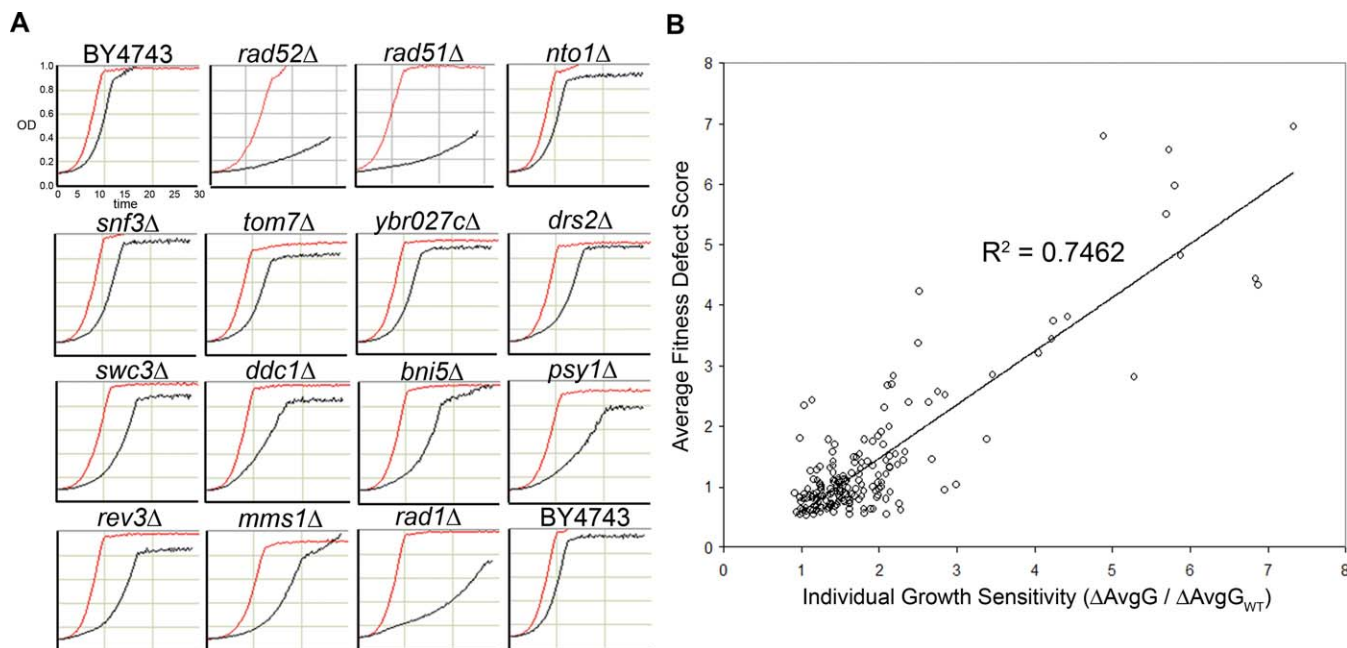 A
BY4743 rad52Δ rad51Δ nto1Δ
1.0
0.8
0.6
OD
0.4
0.2
0.0
0 5 10 15 20 25 30
time
snf3Δ tom7Δ ybr027cΔ drs2Δ
swc3Δ ddc1Δ bni5Δ psy1Δ
rev3Δ mms1Δ rad1Δ BY4743
B
8
7
6
5
4
3
2
1
0
Average Fitness Defect Score
R² = 0.7462
0 1 2 3 4 5 6 7 8
Individual Growth Sensitivity (ΔAvgG / ΔAvgG_WT)